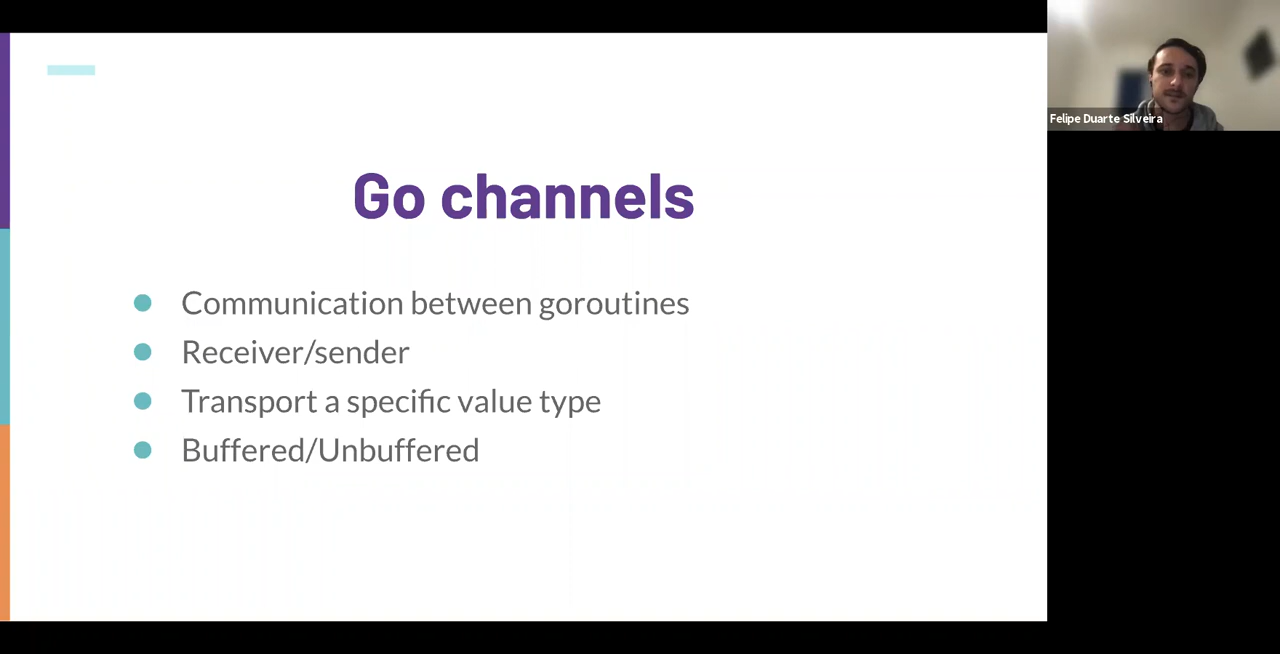 Go channels
Communication between goroutines
Receiver/sender
Transport a specific value type
Buffered/Unbuffered
Felipe Duarte Silveira